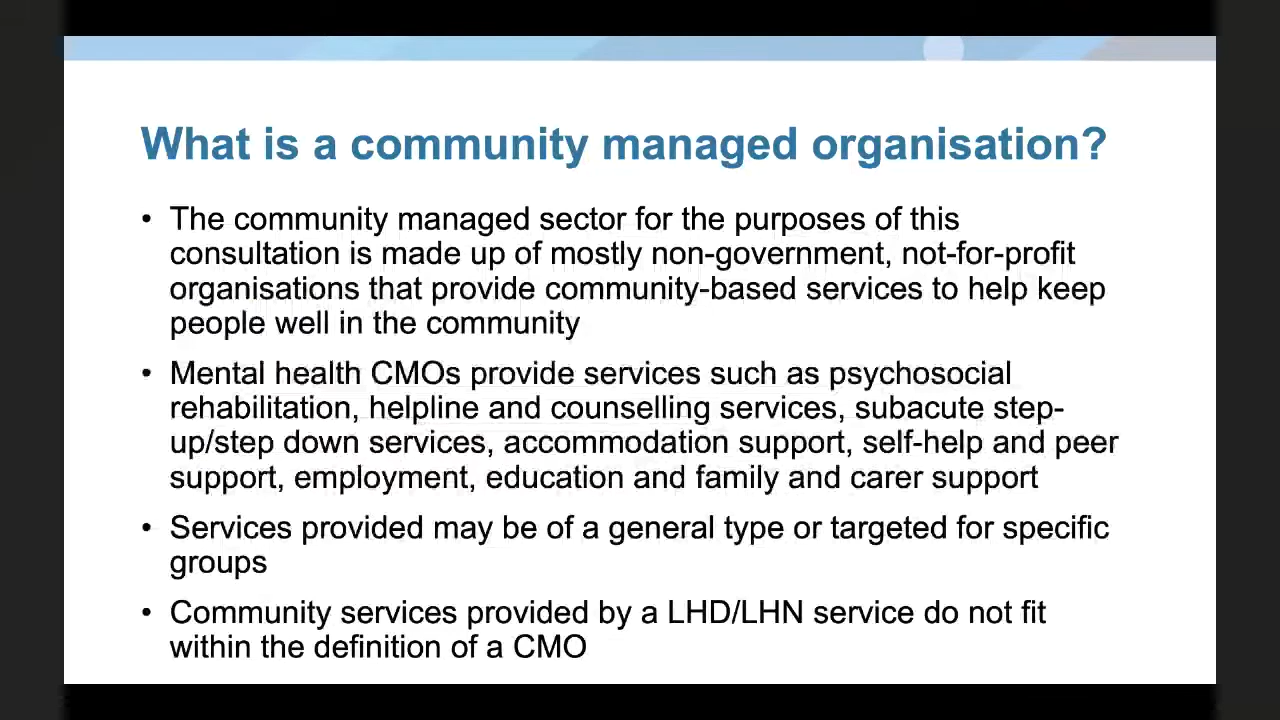 What is a community managed organisation?
• The community managed sector for the purposes of this
consultation is made up of mostly non-government, not-for-profit
organisations that provide community-based services to help keep
people well in the community
• Mental health CMOs provide services such as psychosocial
rehabilitation, helpline and counselling services, subacute step-
up/step down services, accommodation support, self-help and peer
support, employment, education and family and carer support
• Services provided may be of a general type or targeted for specific
groups
• Community services provided by a LHD/LHN service do not fit
within the definition of a CMO